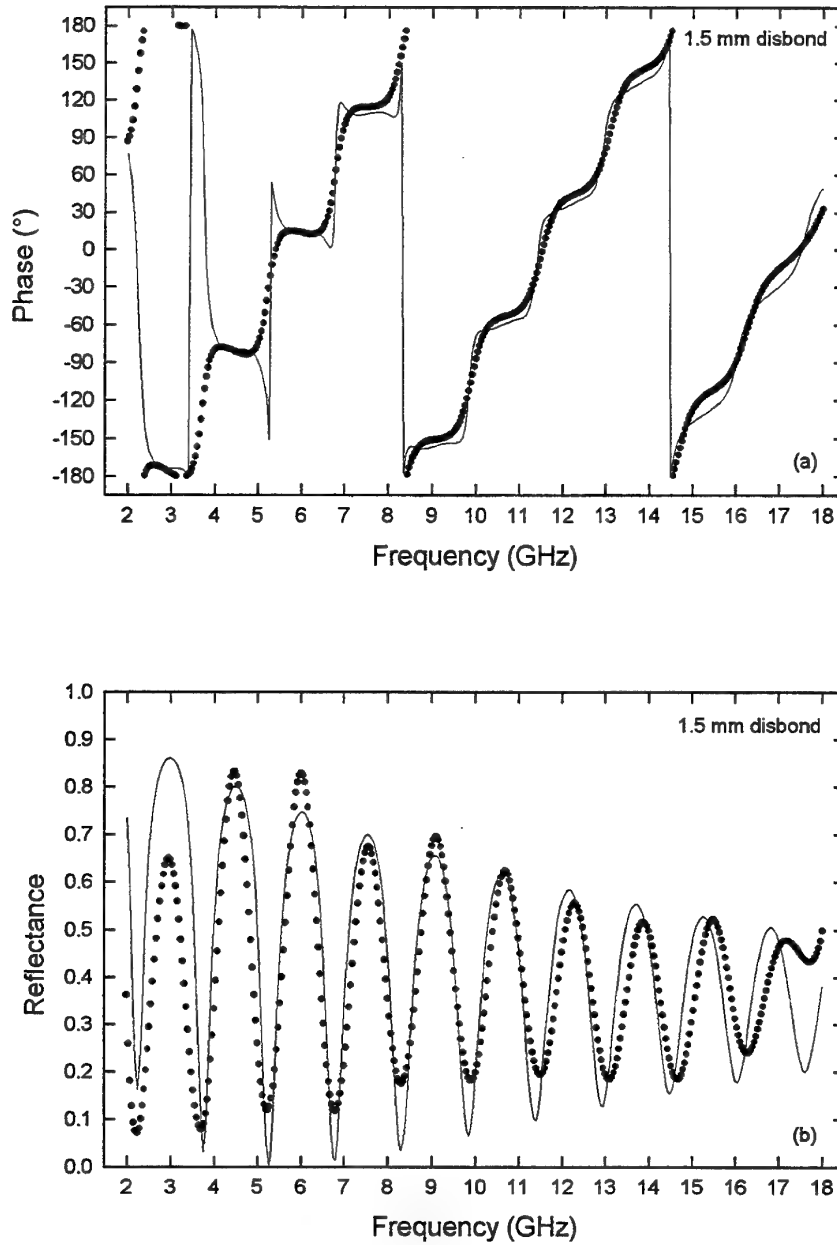 180
150
120
90
60
30
0
-30
-60
-90
-120
-150
-180
Phase (°)
1.5 mm disbond
(a)
2 3 4 5 6 7 8 9 10 11 12 13 14 15 16 17 18
Frequency (GHz)
1.0
0.9
0.8
0.7
0.6
0.5
0.4
0.3
0.2
0.1
0.0
Reflectance
1.5 mm disbond
(b)
2 3 4 5 6 7 8 9 10 11 12 13 14 15 16 17 18
Frequency (GHz)